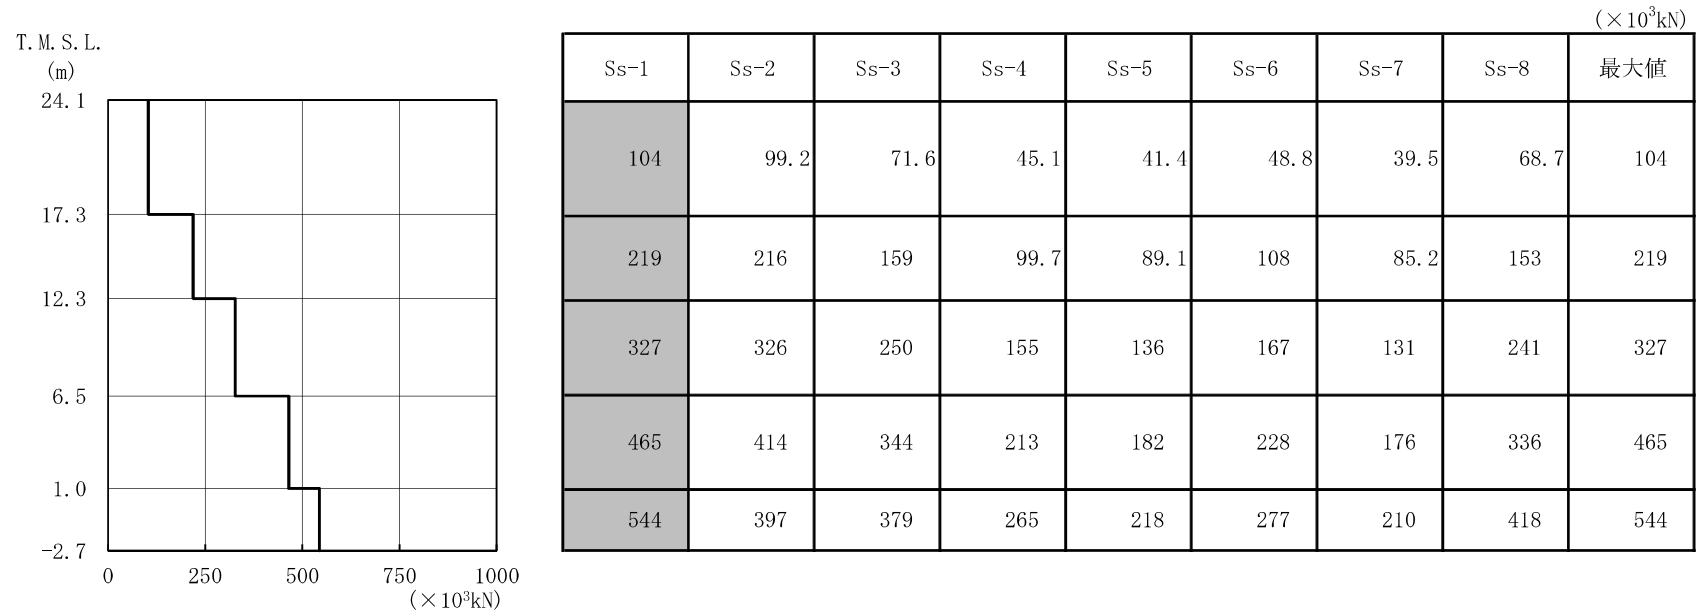 T.M.S.L.
(m)
24.1
17.3
12.3
6.5
1.0
-2.7
0 250 500 750 1000
(×10³kN)
(×10³kN)
Ss-1 Ss-2 Ss-3 Ss-4 Ss-5 Ss-6 Ss-7 Ss-8 最大値
104 99.2 71.6 45.1 41.4 48.8 39.5 68.7 104
219 216 159 99.7 89.1 108 85.2 153 219
327 326 250 155 136 167 131 241 327
465 414 344 213 182 228 176 336 465
544 397 379 265 218 277 210 418 544